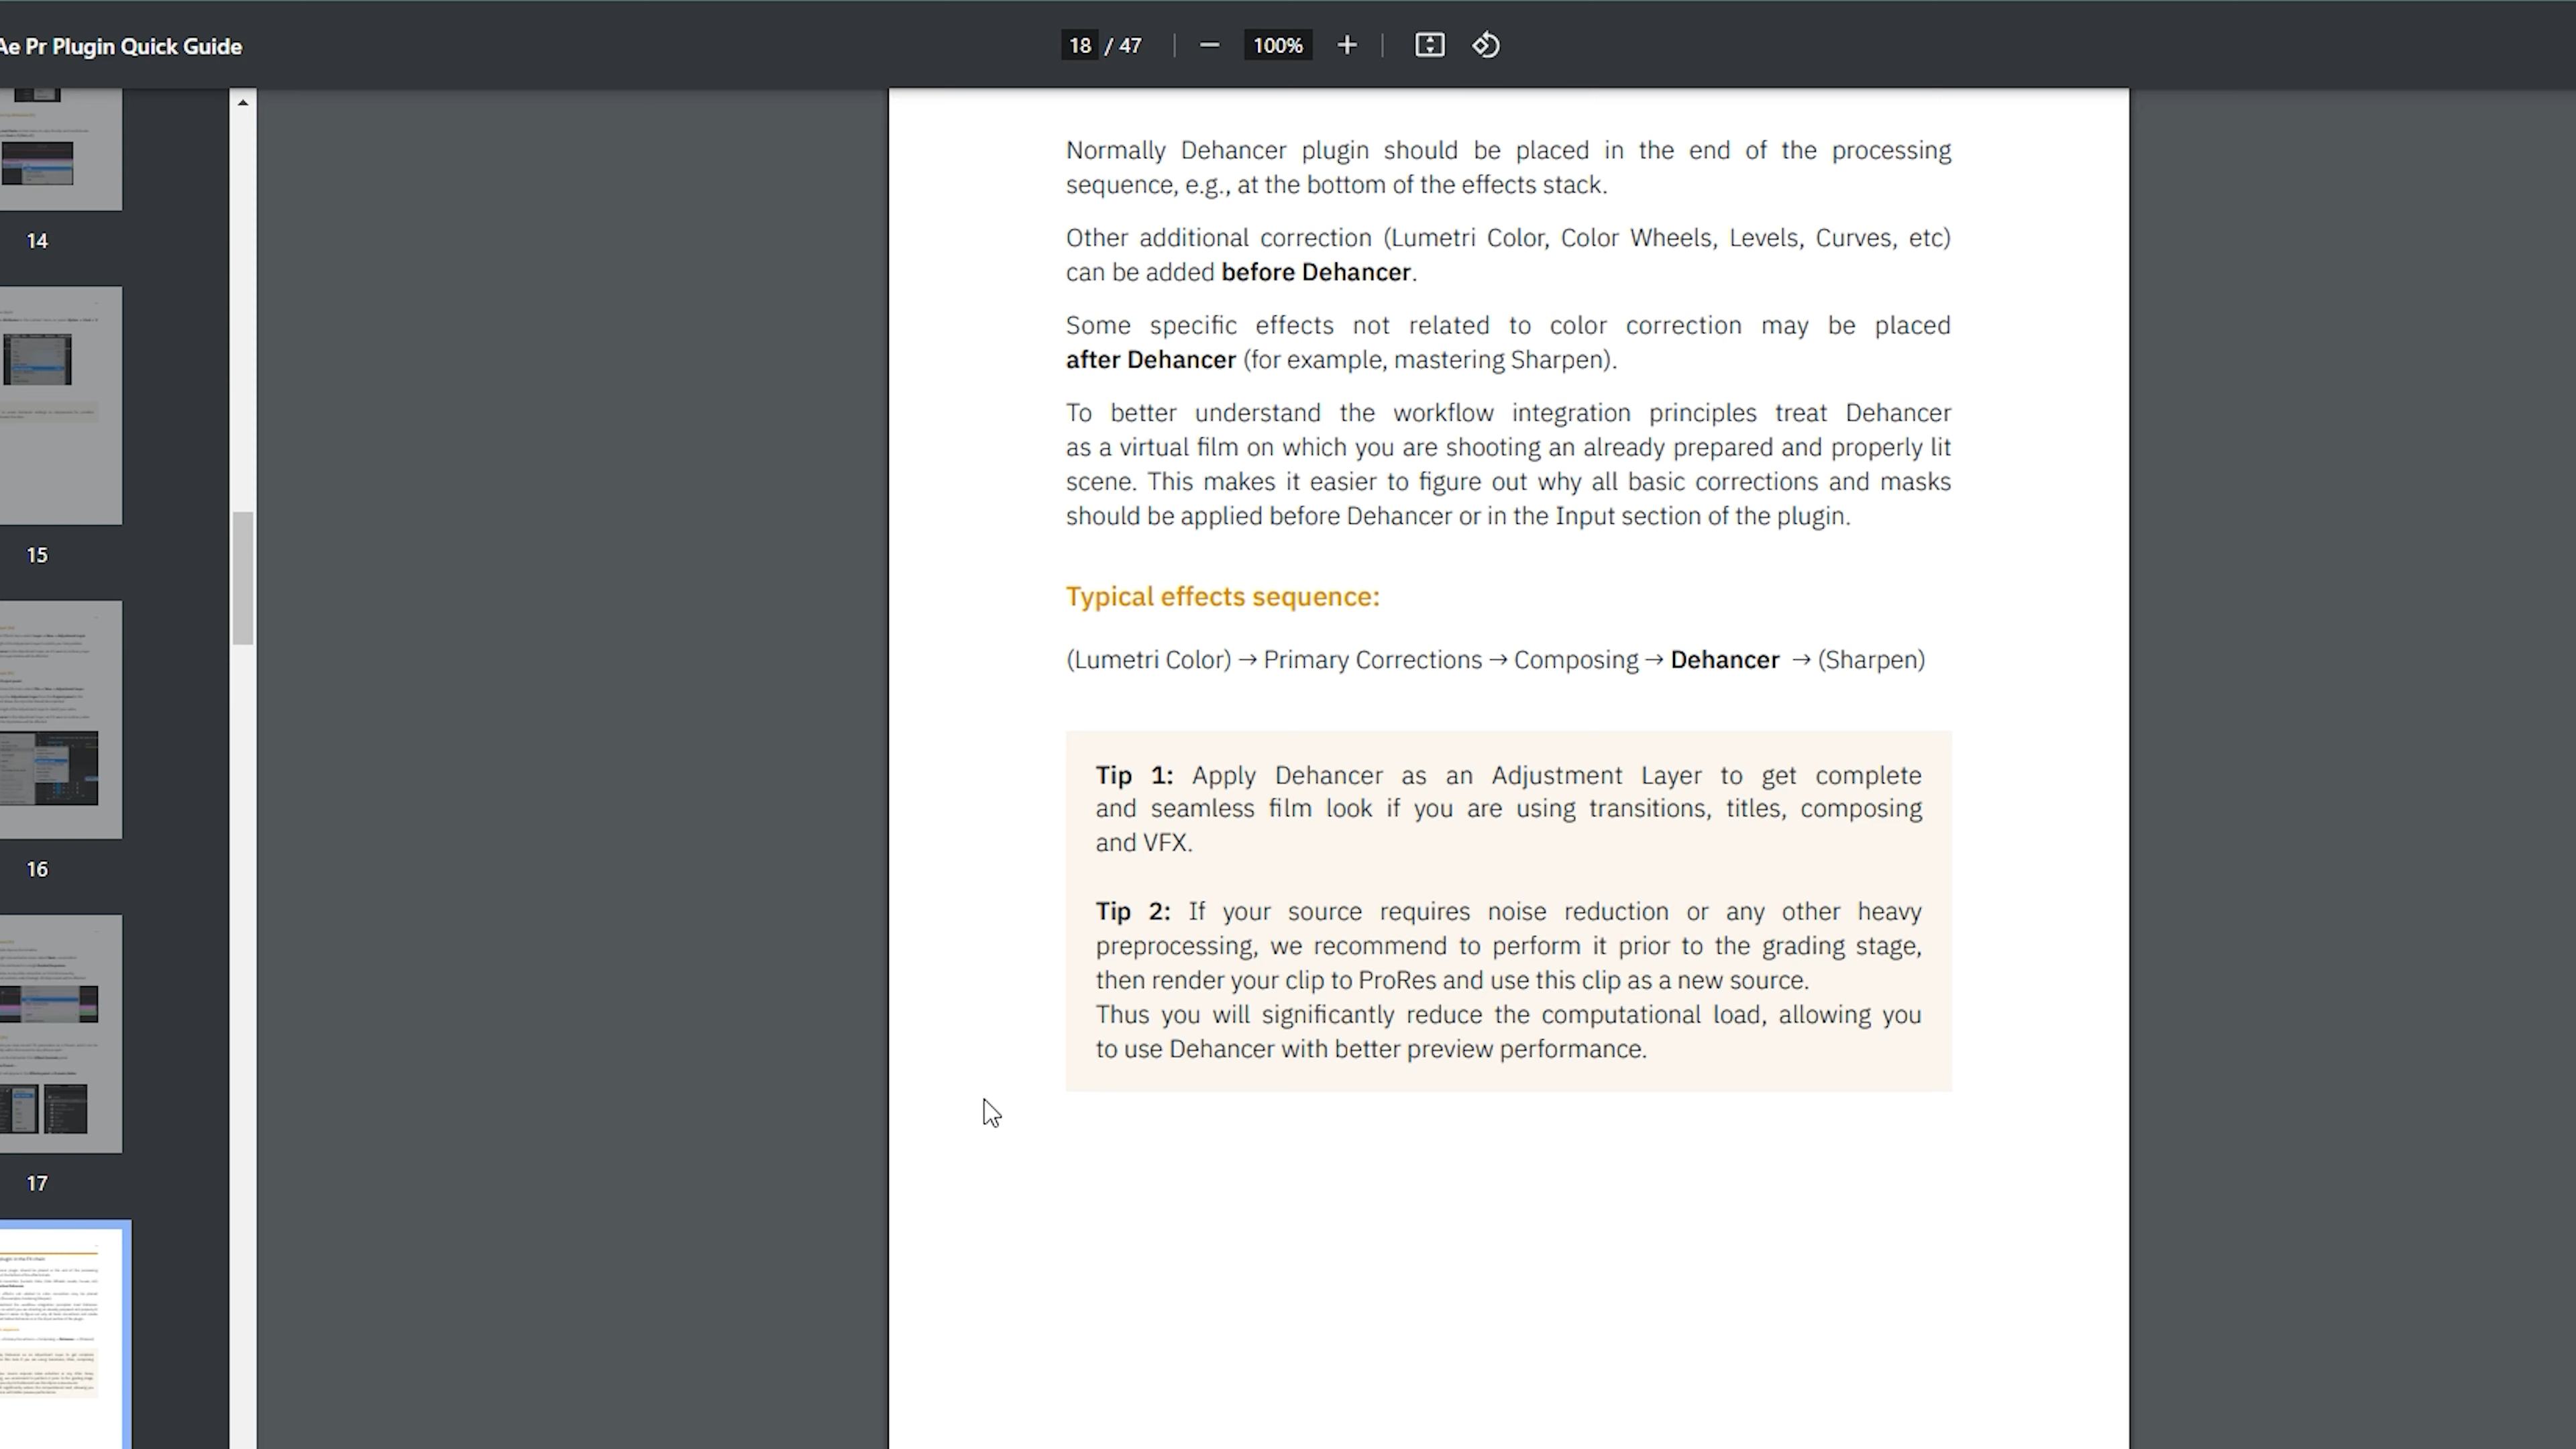 Ae Pr Plugin Quick Guide
18 / 47
100%
14
15
16
17
Normally Dehancer plugin should be placed in the end of the processing
sequence, e.g., at the bottom of the effects stack.
Other additional correction (Lumetri Color, Color Wheels, Levels, Curves, etc)
can be added before Dehancer.
Some specific effects not related to color correction may be placed
after Dehancer (for example, mastering Sharpen).
To better understand the workflow integration principles treat Dehancer
as a virtual film on which you are shooting an already prepared and properly lit
scene. This makes it easier to figure out why all basic corrections and masks
should be applied before Dehancer or in the Input section of the plugin.
Typical effects sequence:
(Lumetri Color) → Primary Corrections → Composing → Dehancer → (Sharpen)
Tip 1: Apply Dehancer as an Adjustment Layer to get complete
and seamless film look if you are using transitions, titles, composing
and VFX.
Tip 2: If your source requires noise reduction or any other heavy
preprocessing, we recommend to perform it prior to the grading stage,
then render your clip to ProRes and use this clip as a new source.
Thus you will significantly reduce the computational load, allowing you
to use Dehancer with better preview performance.